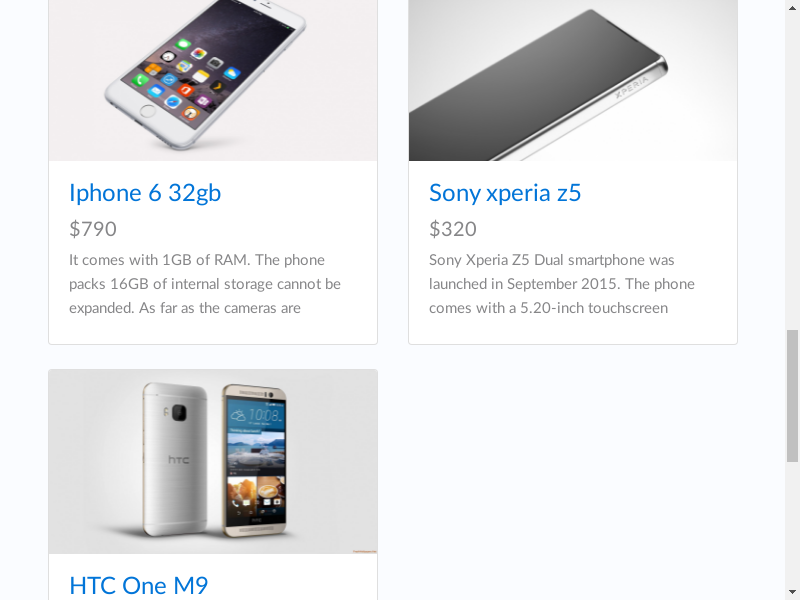 XPERIA
Iphone 6 32gb
$790
It comes with 1GB of RAM. The phone
packs 16GB of internal storage cannot be
expanded. As far as the cameras are
Sony xperia z5
$320
Sony Xperia Z5 Dual smartphone was
launched in September 2015. The phone
comes with a 5.20-inch touchscreen
hTC
10:08
HTC One M9